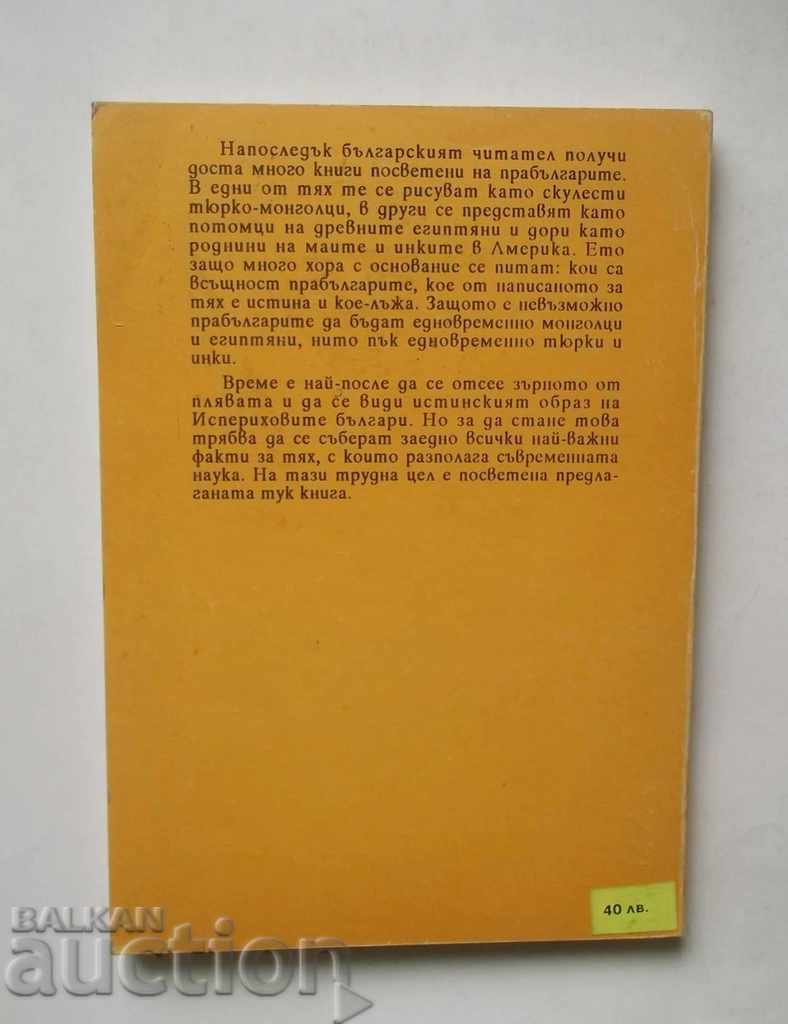 Напоследък българският читател получи
доста много книги посветени на прабългарите.
В едни от тях те се рисуват като скулести
тюрко-монголци, в други се представят като
потомци на древните египтяни и дори като
роднини на маите и инките в Америка. Ето
защо много хора с основание се питат: кои са
всъщност прабългарите, кое от написаното за
тях е истина и кое-лъжа. Защото е невъзможно
прабългарите да бъдат едновременно монголци
и египтяни, нито пък едновременно тюрки и
инки.
Време е най-после да се отсее зърното от
плявата и да се види истинският образ на
Испериховите българи. Но за да стане това
трябва да се съберат заедно всички най-важни
факти за тях, с които разполага съвременната
наука. На тази трудна цел е посветена предла-
ганата тук книга.
40 лв.
BALKAN
auction